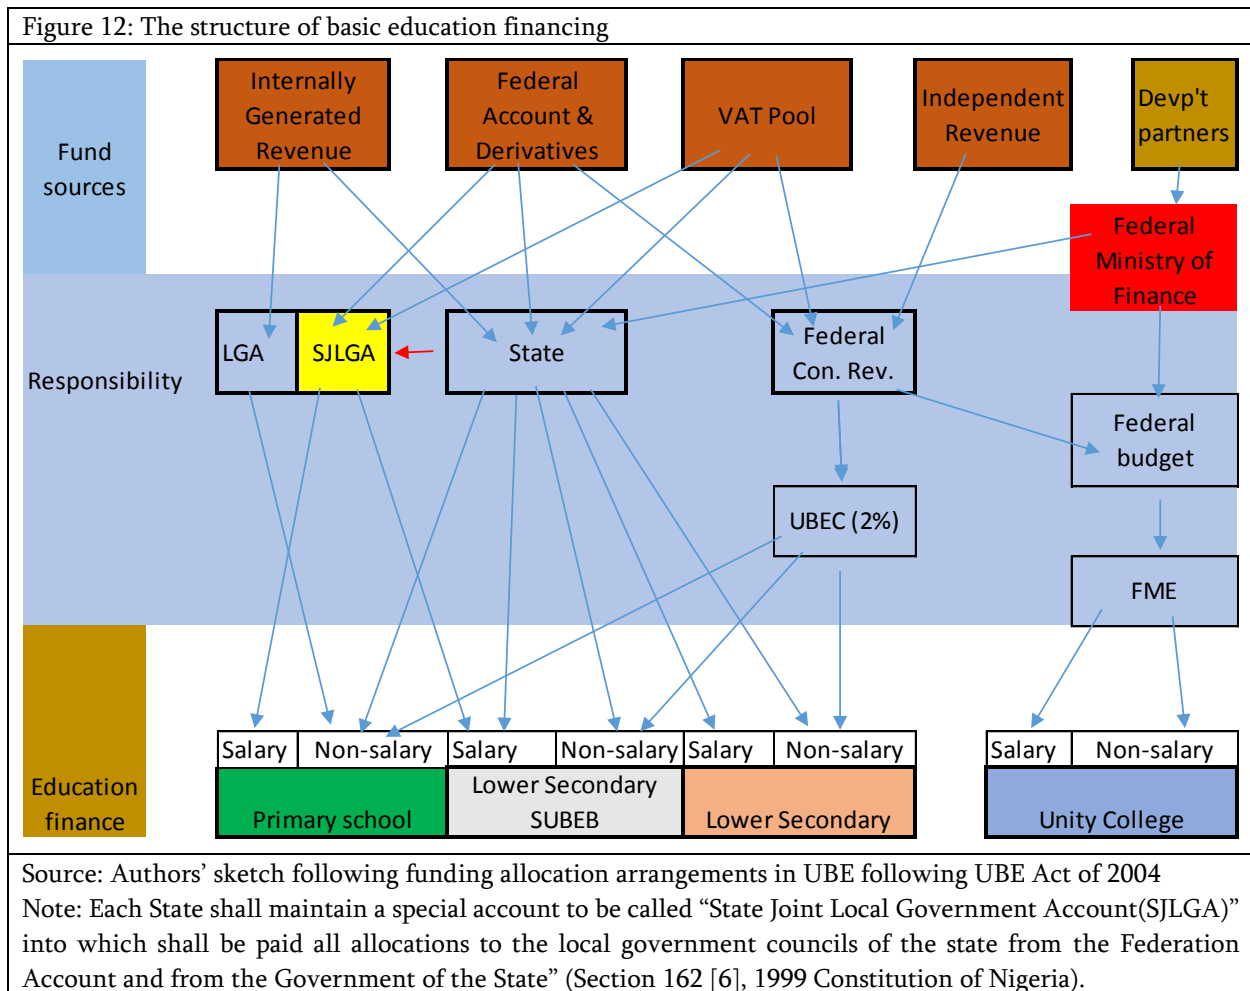 Figure 12: The structure of basic education financing
Fund
sources
Internally
Generated
Revenue
Federal
Account &
Derivatives
VAT Pool
Independent
Revenue
Devp't
partners
Federal
Ministry of
Finance
Responsibility
LGA
SJLGA
State
Federal
Con. Rev.
Federal
budget
UBEC (2%)
FME
Education
finance
Salary
Non-salary
Salary
Non-salary
Salary
Non-salary
Salary
Non-salary
Primary school
Lower Secondary
SUBEB
Lower Secondary
Unity College
Source: Authors’ sketch following funding allocation arrangements in UBE following UBE Act of 2004
Note: Each State shall maintain a special account to be called “State Joint Local Government Account(SJLGA)”
into which shall be paid all allocations to the local government councils of the state from the Federation
Account and from the Government of the State” (Section 162 [6], 1999 Constitution of Nigeria).